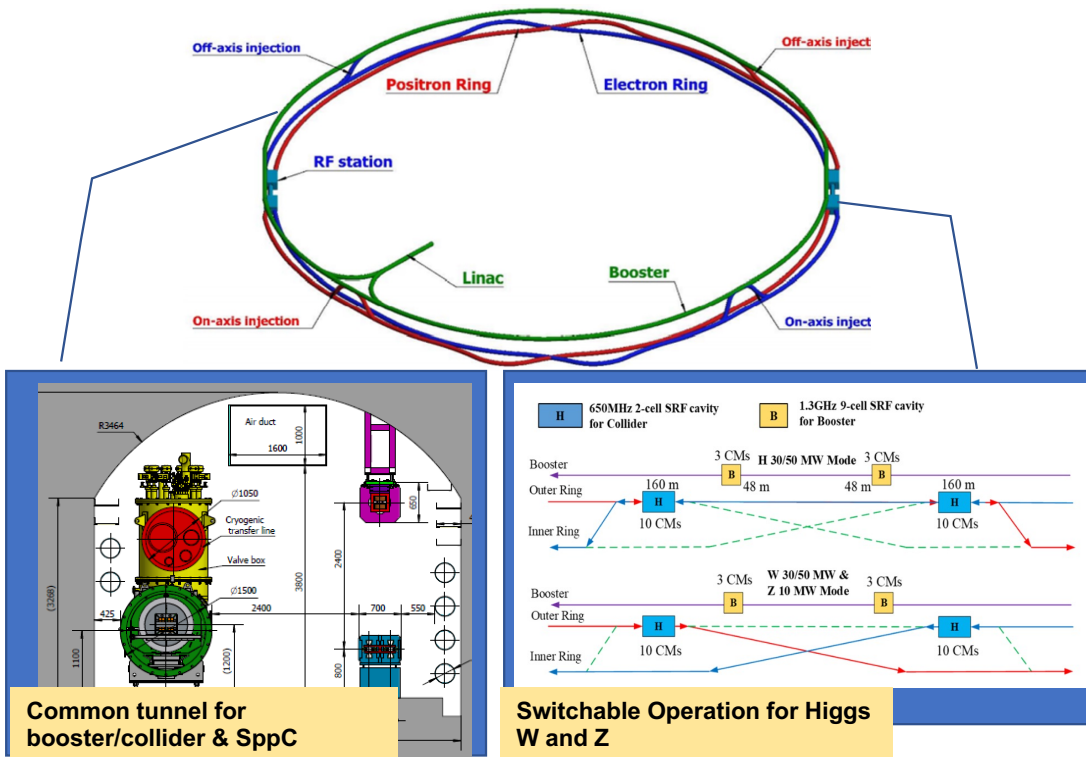 Off-axis injection
Off-axis inject
Positron Ring
Electron Ring
RF station
Linac
Booster
On-axis injection
On-axis inject
R3464
Air duct
1000
1600
Ø1050
Cryogenic
transfer line
Valve box
Ø1500
650
2400
3800
(3268)
425
2400
700
550
1100
(1200)
800
Common tunnel for
booster/collider & SppC
H
650MHz 2-cell SRF cavity
for Collider
B
1.3GHz 9-cell SRF cavity
for Booster
3 CMs
H 30/50 MW Mode
3 CMs
Booster
B
B
160 m
48 m
48 m
160 m
Outer Ring
H
H
10 CMs
10 CMs
Inner Ring
3 CMs
W 30/50 MW &
Z 10 MW Mode
3 CMs
Booster
B
B
Outer Ring
H
H
10 CMs
10 CMs
Inner Ring
Switchable Operation for Higgs
W and Z